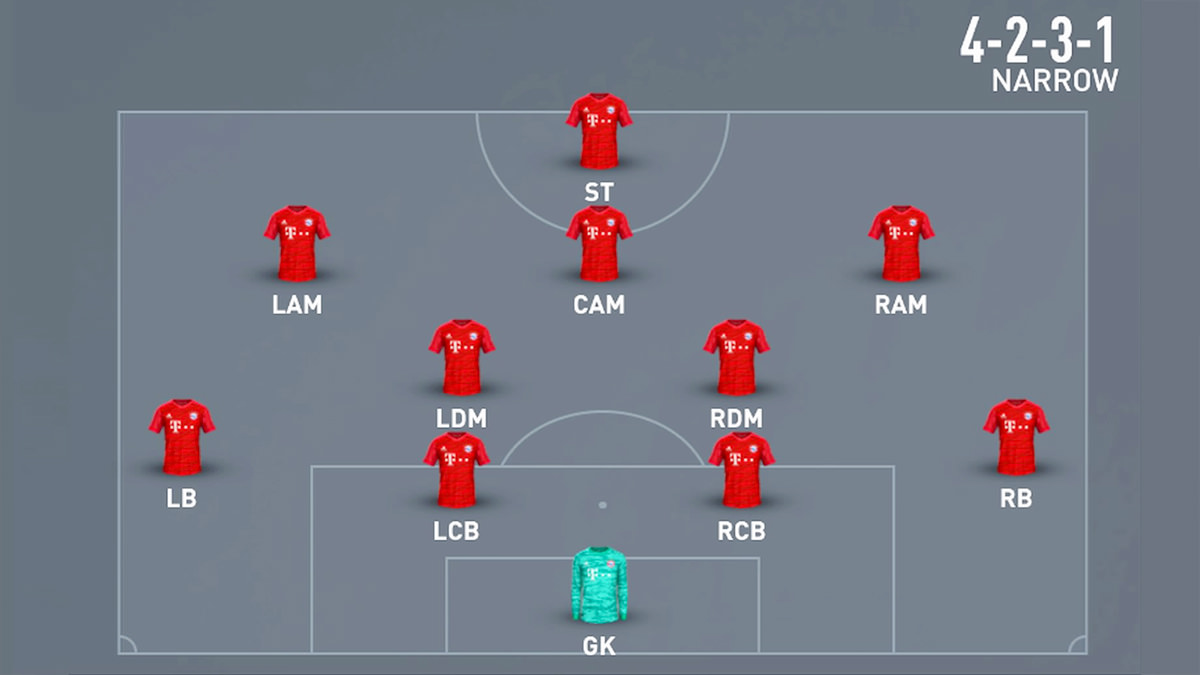 4-2-3-1
NARROW
ST
LAM
CAM
RAM
LDM
RDM
LB
RB
LCB
RCB
GK